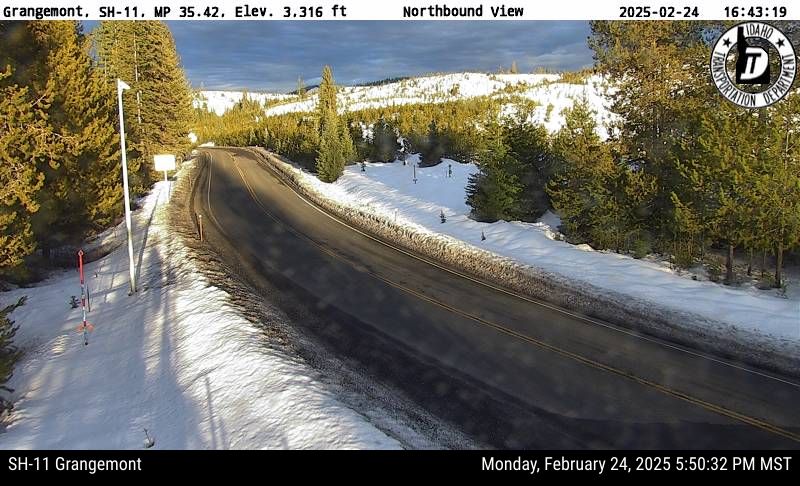 Grangemont, SH-11, MP 35.42, Elev. 3,316 ft Northbound View 2025-02-24 16:43:19
IDAHO
TRANSPORTATION DEPARTMENT
SH-11 Grangemont Monday, February 24, 2025 5:50:32 PM MST